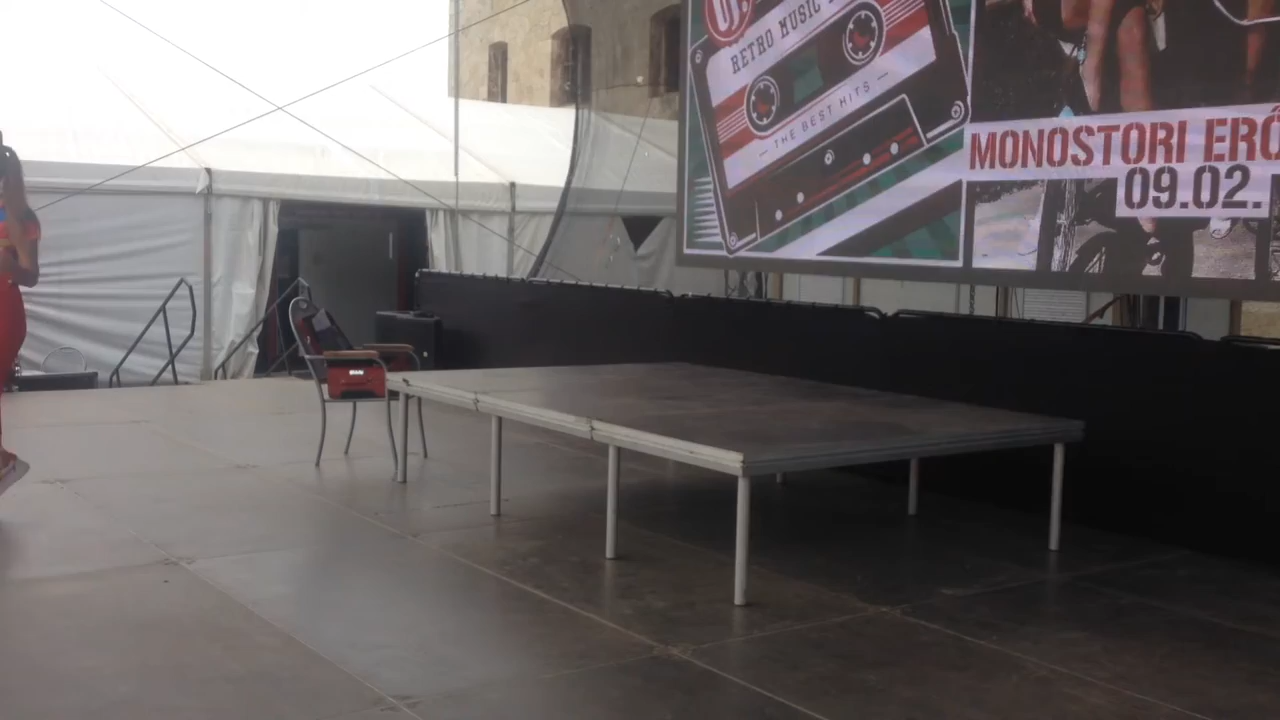 RETRO MUSIC
— THE BEST HITS —
MONOSTORI ERŐ
09.02.